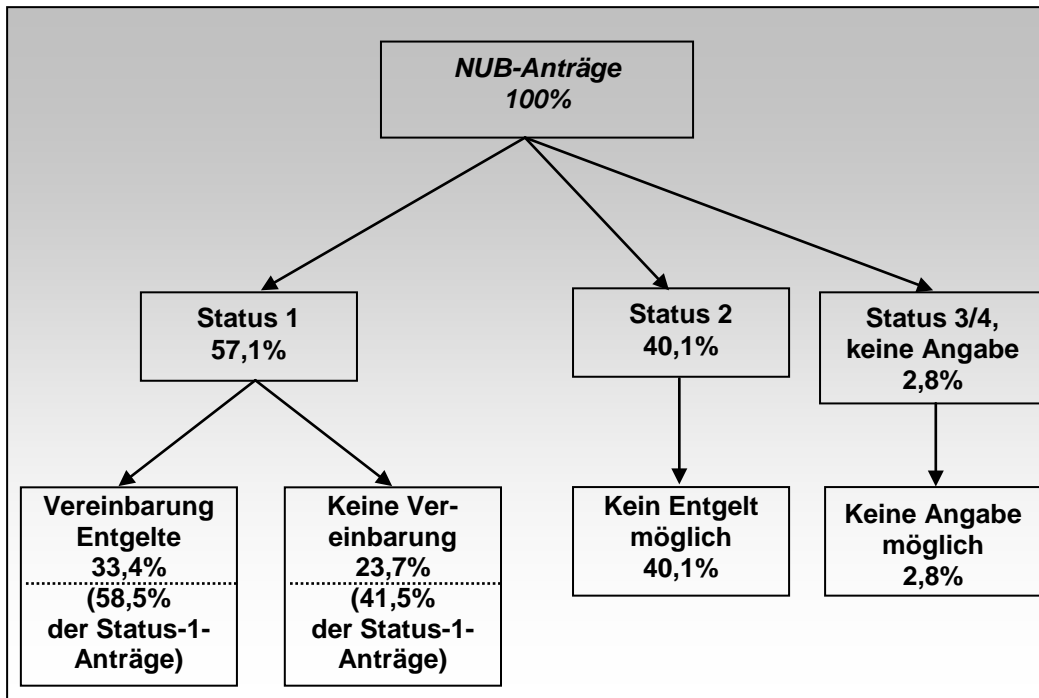 NUB-Anträge
100%
Status 1
57,1%
Status 2
40,1%
Status 3/4,
keine Angabe
2,8%
Vereinbarung
Entgelte
33,4%
(58,5%
der Status-1-
Anträge)
Keine Ver-
einbarung
23,7%
(41,5%
der Status-1-
Anträge)
Kein Entgelt
möglich
40,1%
Keine Angabe
möglich
2,8%